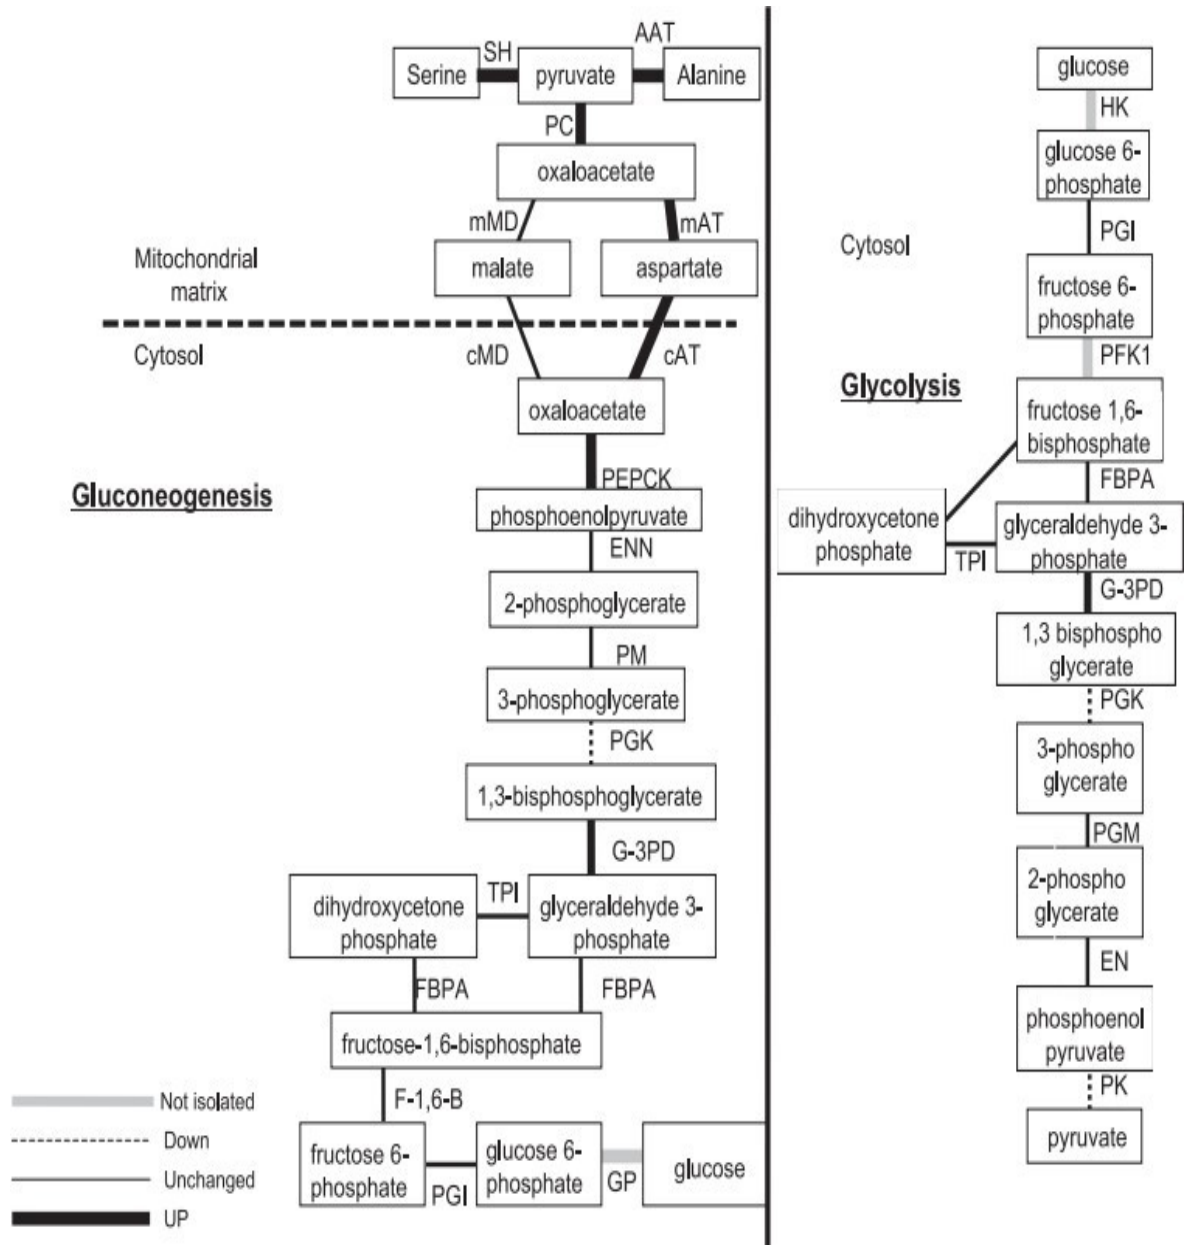 SH
AAT
Serine
pyruvate
Alanine
PC
oxaloacetate
mMD
mAT
Mitochondrial
matrix
malate
aspartate
Cytosol
cMD
cAT
oxaloacetate
Gluconeogenesis
PEPCK
phosphoenolpyruvate
ENN
2-phosphoglycerate
PM
3-phosphoglycerate
PGK
1,3-bisphosphoglycerate
G-3PD
dihydroxycetone
phosphate
TPI
glyceraldehyde 3-
phosphate
FBPA
FBPA
fructose-1,6-bisphosphate
F-1,6-B
fructose 6-
phosphate
PGI
glucose 6-
phosphate
GP
glucose
Not isolated
Down
Unchanged
UP
glucose
HK
glucose 6-
phosphate
PGI
Cytosol
fructose 6-
phosphate
PFK1
Glycolysis
fructose 1,6-
bisphosphate
FBPA
dihydroxycetone
phosphate
TPI
glyceraldehyde 3-
phosphate
G-3PD
1,3 bisphospho
glycerate
PGK
3-phospho
glycerate
PGM
2-phospho
glycerate
EN
phosphoenol
pyruvate
PK
pyruvate